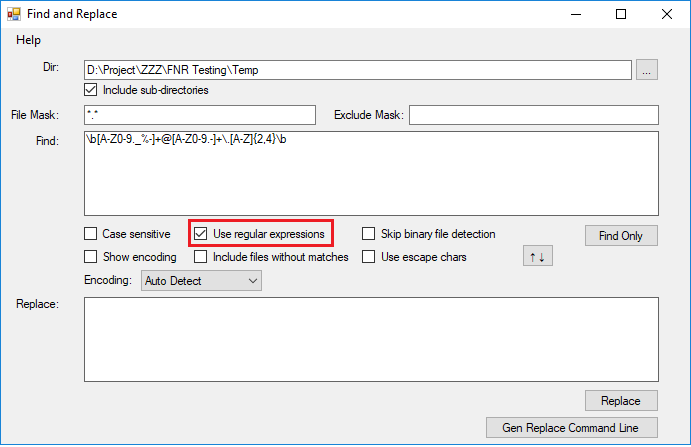 Find and Replace
Help
Dir: D:\Project\ZZZ\FNR Testing\Temp ...
Include sub-directories
File Mask: *.* Exclude Mask:
Find: \b[A-Z0-9._%-]+@[A-Z0-9.-]+\.[A-Z]{2,4}\b
Case sensitive Use regular expressions Skip binary file detection Find Only
Show encoding Include files without matches Use escape chars ↑↓
Encoding: Auto Detect
Replace:
Replace
Gen Replace Command Line